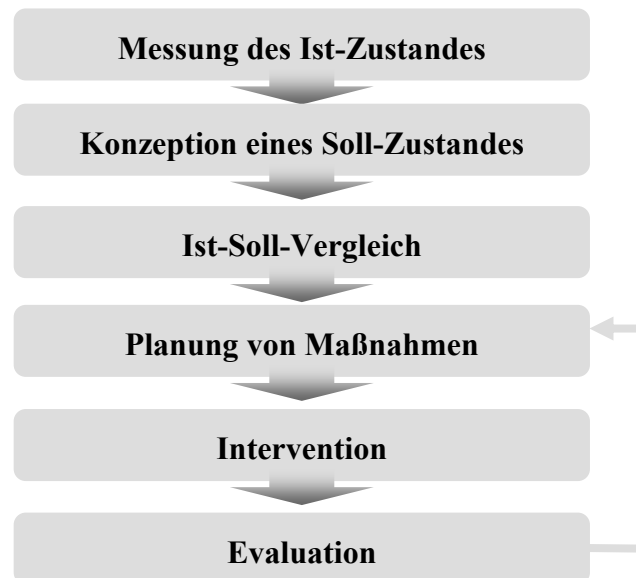 Messung des Ist-Zustandes
Konzeption eines Soll-Zustandes
Ist-Soll-Vergleich
Planung von Maßnahmen
Intervention
Evaluation